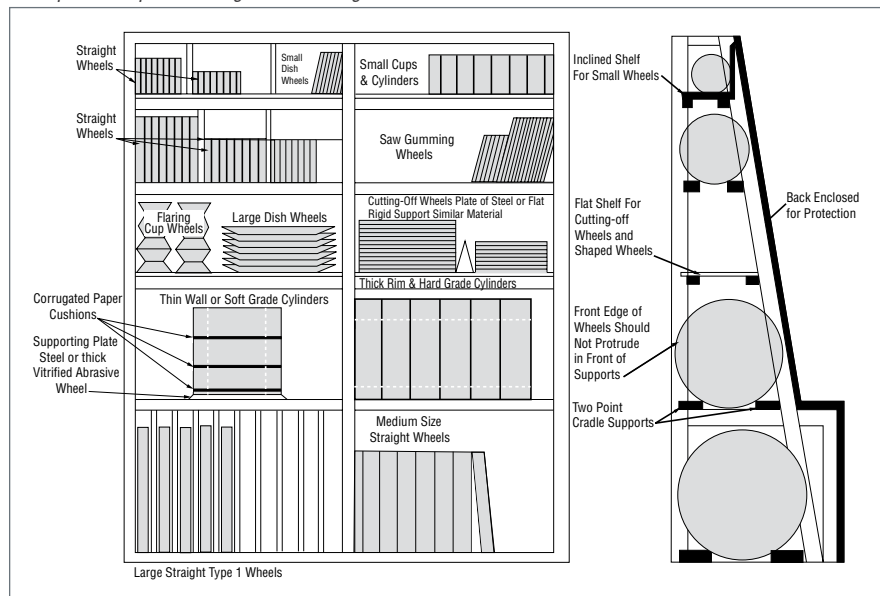 Straight
Wheels
Small
Dish
Wheels
Small Cups
& Cylinders
Straight
Wheels
Saw Gumming
Wheels
Flaring
Cup Wheels
Large Dish Wheels
Cutting-Off Wheels Plate of Steel or Flat
Rigid Support Similar Material
Corrugated Paper
Cushions
Thin Wall or Soft Grade Cylinders
Thick Rim & Hard Grade Cylinders
Supporting Plate
Steel or thick
Vitrified Abrasive
Wheel
Medium Size
Straight Wheels
Large Straight Type 1 Wheels
Inclined Shelf
For Small Wheels
Flat Shelf For
Cutting-off
Wheels and
Shaped Wheels
Back Enclosed
for Protection
Front Edge of
Wheels Should
Not Protrude
in Front of
Supports
Two Point
Cradle Supports